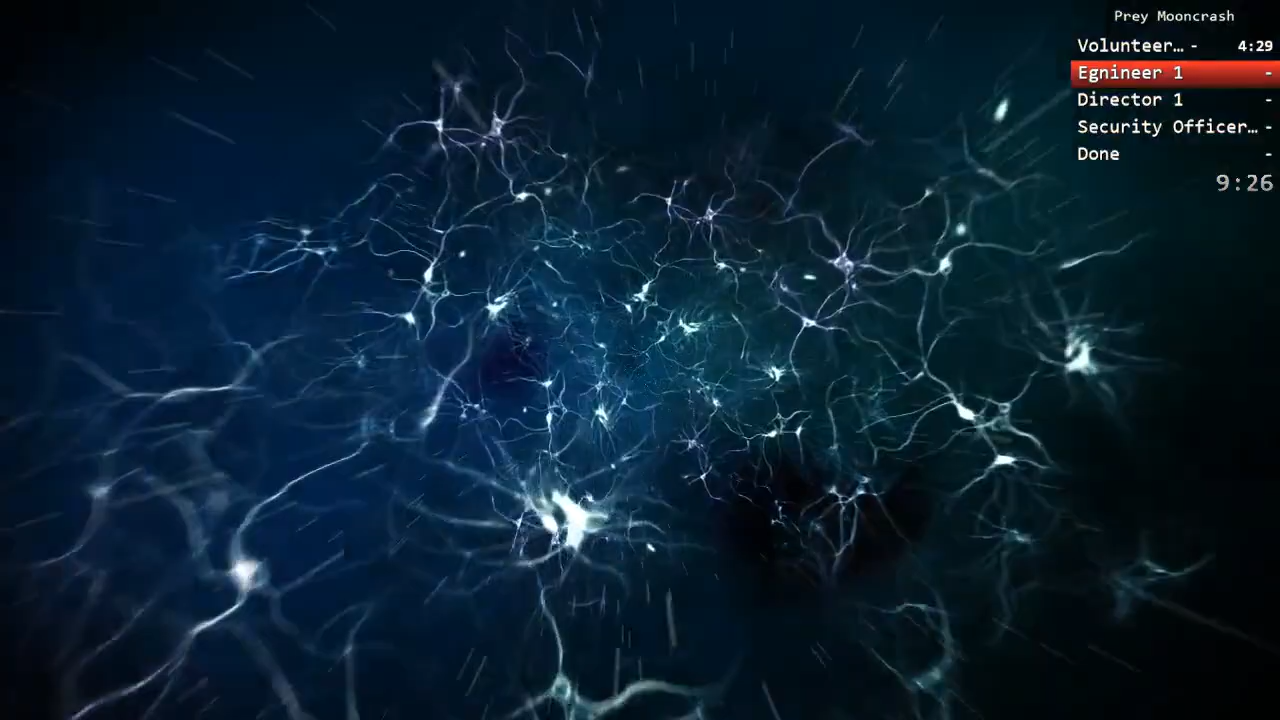 Prey Mooncrash
Volunteer… - 4:29
Egnineer 1 -
Director 1 -
Security Officer… -
Done -
9:26